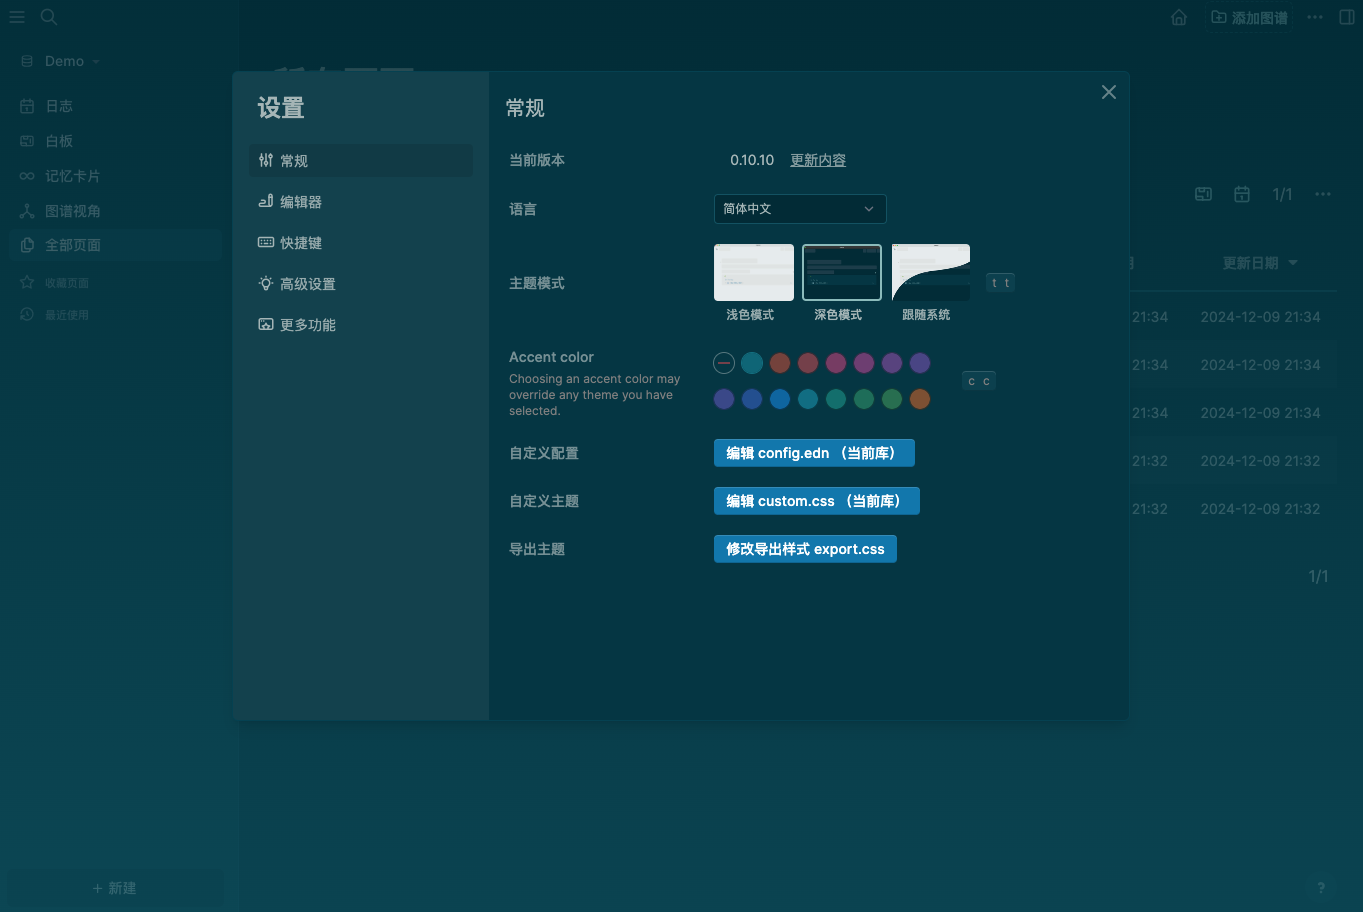 添加图谱
Demo
日志
白板
记忆卡片
图谱视角
全部页面
收藏页面
最近使用
+ 新建
设置
常规
编辑器
快捷键
高级设置
更多功能
常规
当前版本
0.10.10 更新内容
语言
简体中文
主题模式
浅色模式
深色模式
跟随系统
t t
Accent color
Choosing an accent color may
override any theme you have
selected.
c c
自定义配置
编辑 config.edn （当前库）
自定义主题
编辑 custom.css （当前库）
导出主题
修改导出样式 export.css
1/1
更新日期
21:34 2024-12-09 21:34
21:34 2024-12-09 21:34
21:34 2024-12-09 21:34
21:32 2024-12-09 21:32
21:32 2024-12-09 21:32
1/1
?